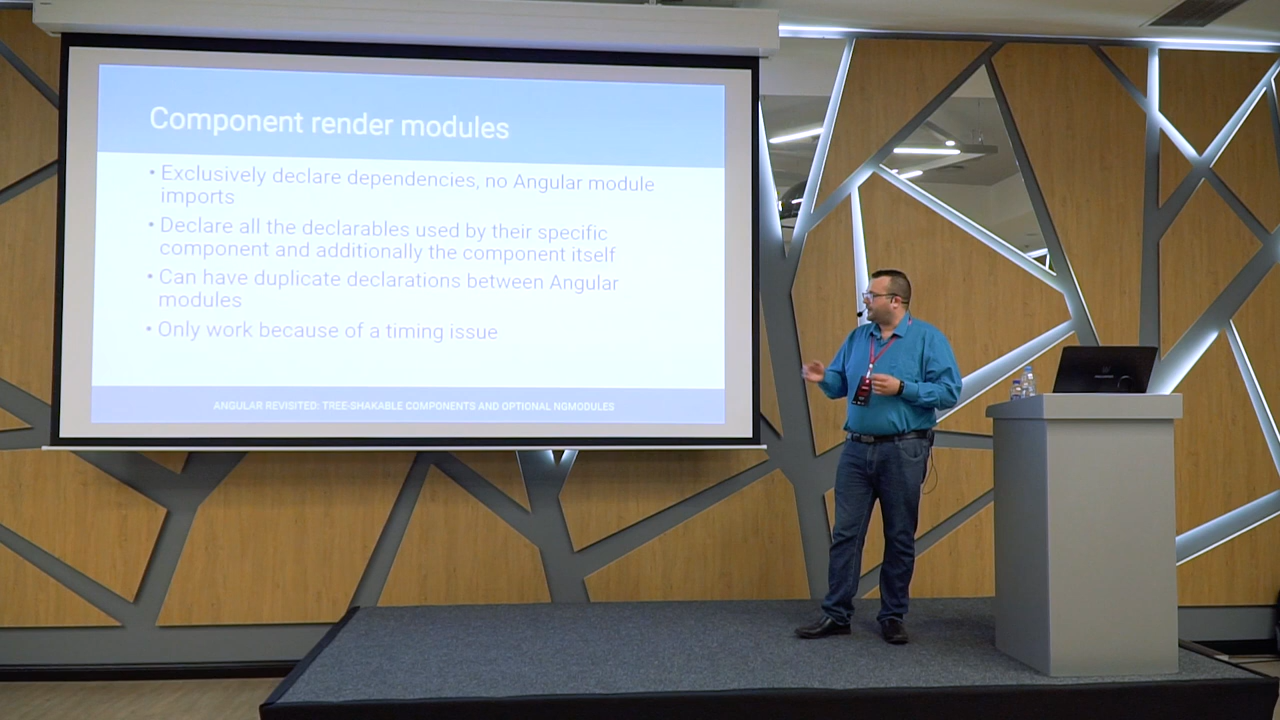 Component render modules
• Exclusively declare dependencies, no Angular module
imports
• Declare all the declarables used by their specific
component and additionally the component itself
• Can have duplicate declarations between Angular
modules
• Only work because of a timing issue
ANGULAR REVISITED: TREE-SHAKABLE COMPONENTS AND OPTIONAL NGMODULES